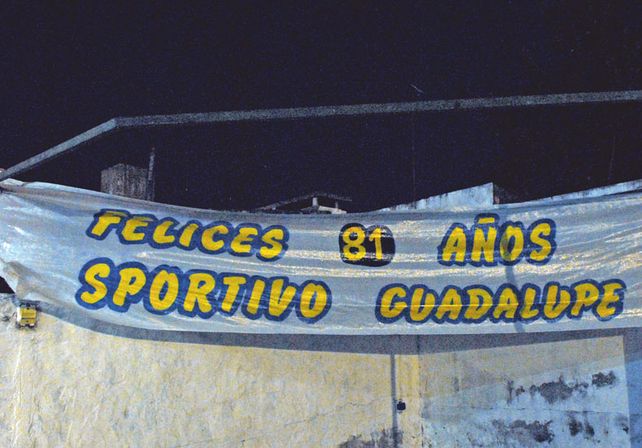 FELICES 81 AÑOS
SPORTIVO GUADALUPE